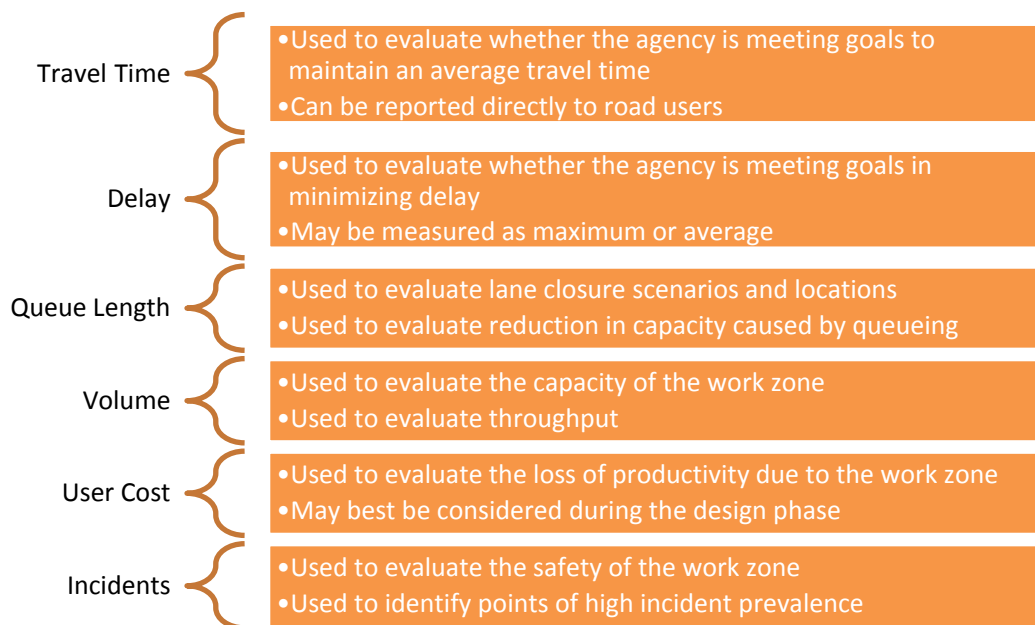 Travel Time
•Used to evaluate whether the agency is meeting goals to
maintain an average travel time
•Can be reported directly to road users
Delay
•Used to evaluate whether the agency is meeting goals in
minimizing delay
•May be measured as maximum or average
Queue Length
•Used to evaluate lane closure scenarios and locations
•Used to evaluate reduction in capacity caused by queueing
Volume
•Used to evaluate the capacity of the work zone
•Used to evaluate throughput
User Cost
•Used to evaluate the loss of productivity due to the work zone
•May best be considered during the design phase
Incidents
•Used to evaluate the safety of the work zone
•Used to identify points of high incident prevalence